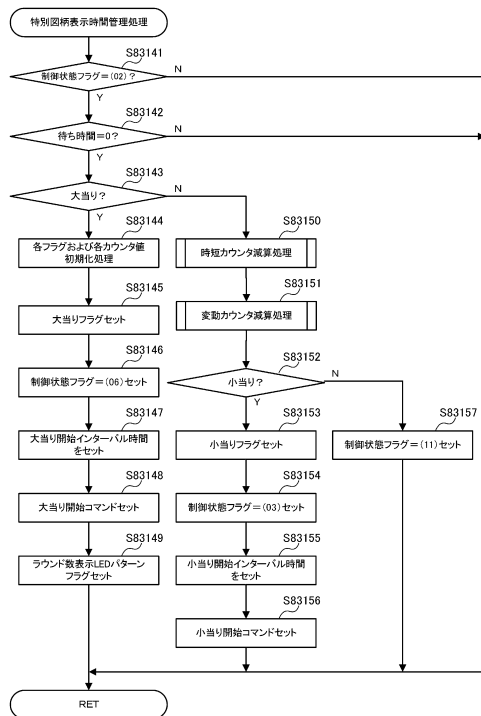 特別図柄表示時間管理処理
S83141
制御状態フラグ=(02)?
N
Y
S83142
待ち時間=0?
N
Y
S83143
大当り?
N
Y
S83144
各フラグおよび各カウンタ値
初期化処理
S83145
大当りフラグセット
S83146
制御状態フラグ=(06)セット
S83147
大当り開始インターバル時間
をセット
S83148
大当り開始コマンドセット
S83149
ラウンド数表示LEDパターン
フラグセット
S83150
時短カウンタ減算処理
S83151
変動カウンタ減算処理
S83152
小当り?
N
Y
S83153
小当りフラグセット
S83154
制御状態フラグ=(03)セット
S83155
小当り開始インターバル時間
をセット
S83156
小当り開始コマンドセット
S83157
制御状態フラグ=(11)セット
RET